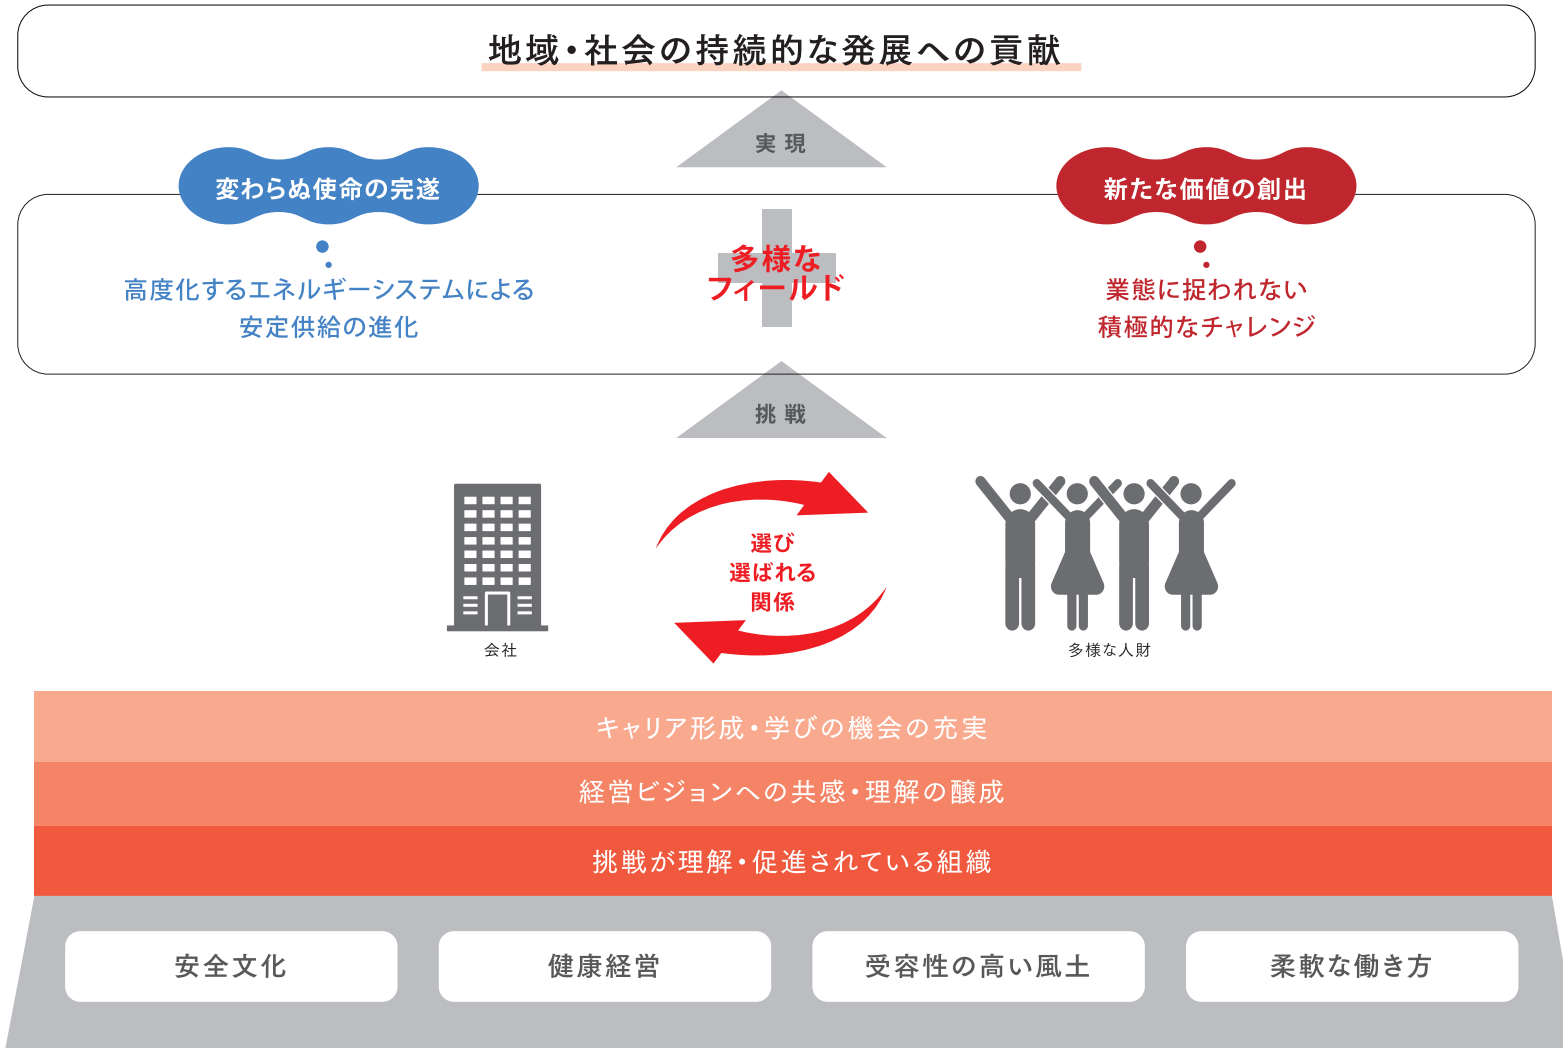 地域・社会の持続的な発展への貢献
実現
変わらぬ使命の完遂
高度化するエネルギーシステムによる
安定供給の進化
多様な
フィールド
新たな価値の創出
業態に捉われない
積極的なチャレンジ
挑戦
会社
選び
選ばれる
関係
多様な人財
キャリア形成・学びの機会の充実
経営ビジョンへの共感・理解の醸成
挑戦が理解・促進されている組織
安全文化
健康経営
受容性の高い風土
柔軟な働き方